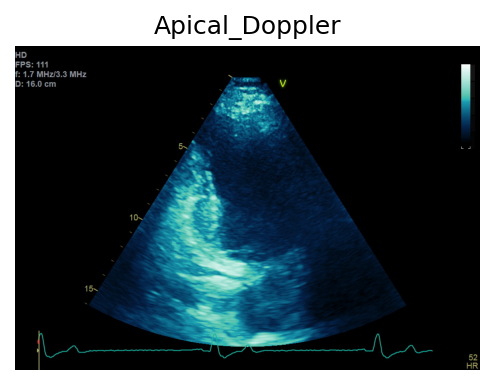 Apical_Doppler
HD
FPS: 111
f: 1.7 MHz/3.3 MHz
D: 16.0 cm
V
5
10
15
52
HR